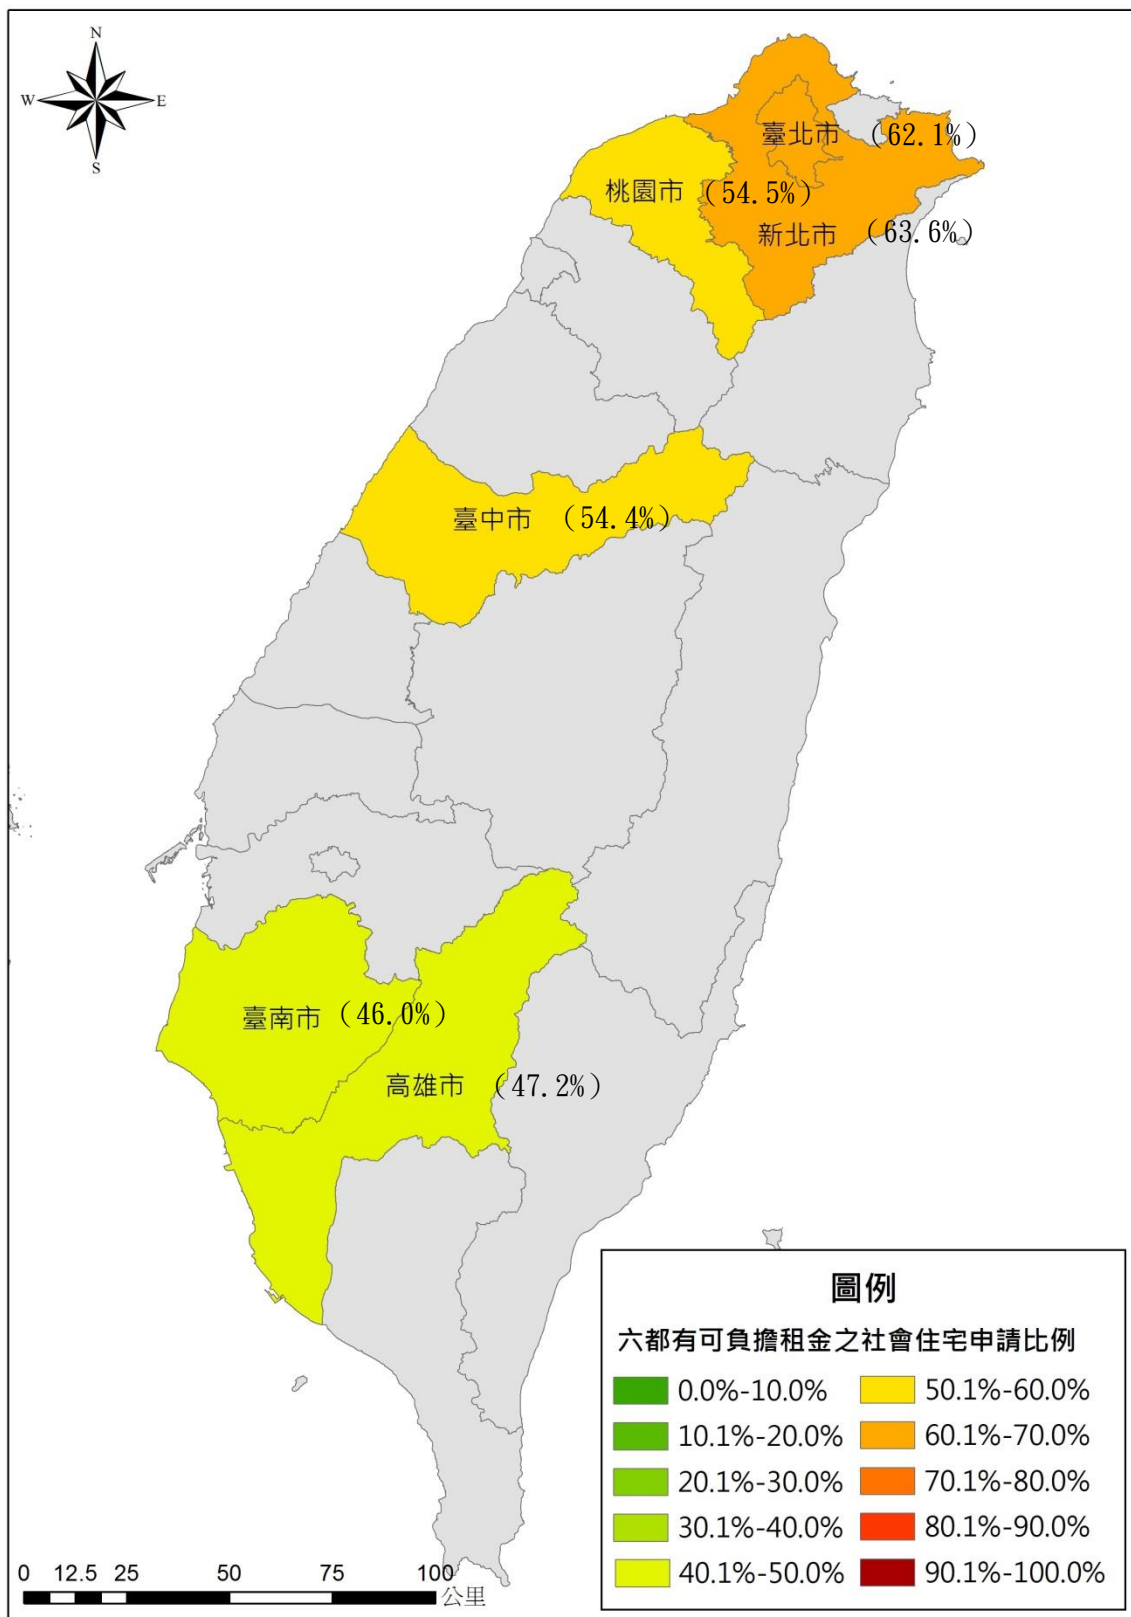 N
W
E
S
臺北市 （62.1%）
桃園市 （54.5%）
新北市 （63.6%）
臺中市 （54.4%）
臺南市 （46.0%）
高雄市 （47.2%）
圖例
六都有可負擔租金之社會住宅申請比例
0.0%-10.0% 50.1%-60.0%
10.1%-20.0% 60.1%-70.0%
20.1%-30.0% 70.1%-80.0%
30.1%-40.0% 80.1%-90.0%
40.1%-50.0% 90.1%-100.0%
0 12.5 25 50 75 100
公里